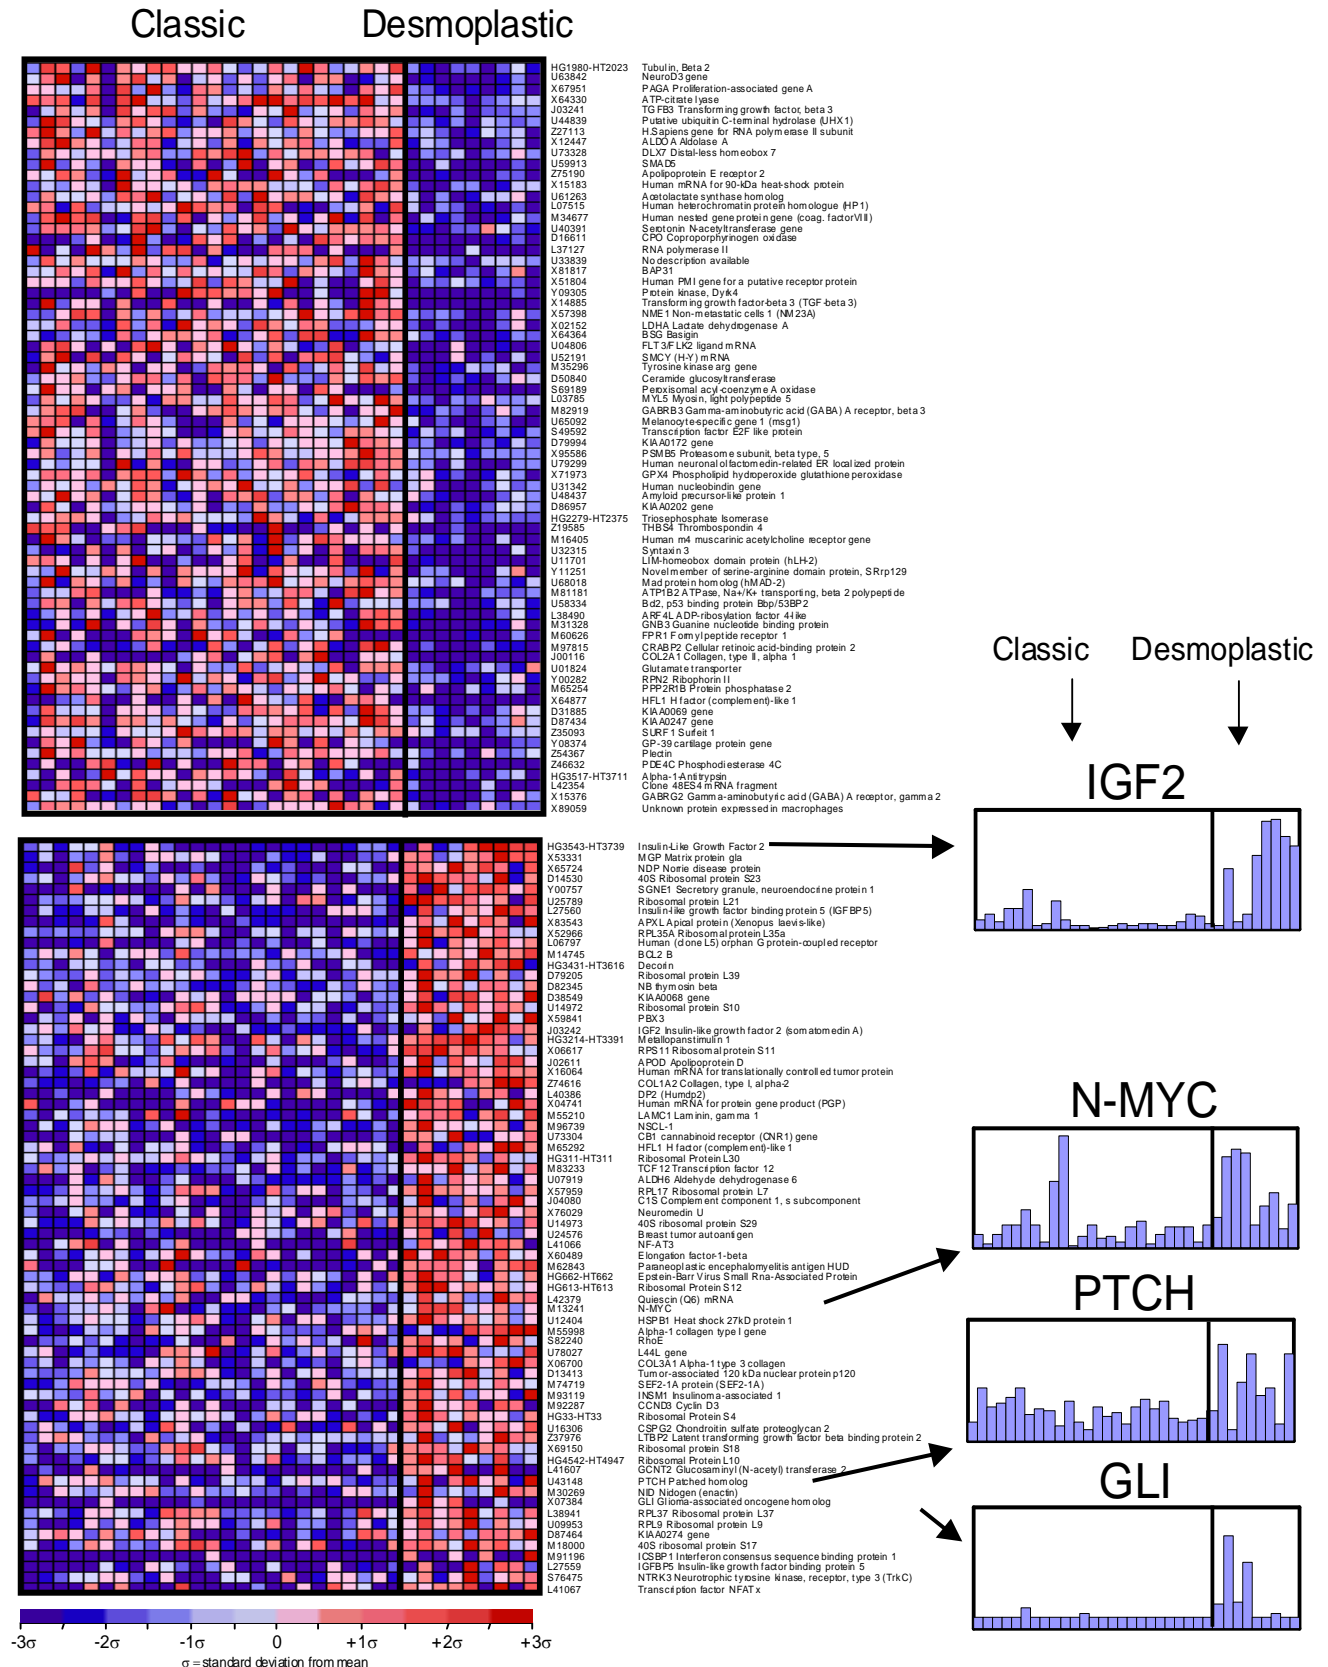 Classic Desmoplastic
HG1980-HT2023 Tubulin, Beta 2
U63842 NeuroD3 gene
X67951 PAGA Proliferation-associated gene A
X64330 ATP-citrate lyase
J03241 TGFB3 Transforming growth factor, beta 3
U44839 Putative ubiquitin C-terminal hydrolase (UHX1)
Z27113 H.Sapiens gene for RNA polymerase II subunit
X12447 ALDOA Aldolase A
U73328 DLX7 Distal-less homeobox 7
U59913 SMAD5
Z75190 Apolipoprotein E receptor 2
X15183 Human mRNA for 90-kDa heat-shock protein
U61263 Acetolactate synthase homolog
L07515 Human heterochromatin protein homologue (HP1)
M34677 Human nested gene protein gene (coag. factor VIII)
U40391 Serotonin N-acetyltransferase gene
D16611 CPO Coproporphyrinogen oxidase
L37127 RNA polymerase II
U33839 No description available
X81817 BAP31
X51804 Human PMI gene for a putative receptor protein
Y09305 Protein kinase, Dyrk4
X14885 Transforming growth factor-beta 3 (TGF-beta 3)
X57398 NME1 Non-metastatic cells 1 (NM23A)
X02152 LDHA Lactate dehydrogenase A
X64364 BSG Basigin
U04806 FLT3/FLK2 ligand mRNA
U52191 SMCY (H-Y) mRNA
M35296 Tyrosine kinase arg gene
D50840 Ceramide glucosyltransferase
S69189 Peroxisomal acyl-coenzyme A oxidase
L03785 MYL5 Myosin, light polypeptide 5
M82919 GABRB3 Gamma-aminobutyric acid (GABA) A receptor, beta 3
U65092 Melanocyte-specific gene 1 (msg1)
S49592 Transcription factor E2F like protein
D79994 KIAA0172 gene
X95586 PSMB5 Proteasome subunit, beta type, 5
U79299 Human neuronal olfactomedin-related ER localized protein
X71973 GPX4 Phospholipid hydroperoxide glutathione peroxidase
U31342 Human nucleobindin gene
U48437 Amyloid precursor-like protein 1
D86957 KIAA0202 gene
HG2279-HT2375 Triosephosphate Isomerase
Z19585 THBS4 Thrombospondin 4
M16405 Human m4 muscarinic acetylcholine receptor gene
U32315 Syntaxin 3
U11701 LIM-homeobox domain protein (hLH-2)
Y11251 Novel member of serine-arginine domain protein, SRrp129
U68018 Mad protein homolog (hMAD-2)
M81181 ATP1B2 ATPase, Na+/K+ transporting, beta 2 polypeptide
U58334 Bcl2, p53 binding protein Bbp/53BP2
L38490 ARF4L ADP-ribosylation factor 4-like
M31328 GNB3 Guanine nucleotide binding protein
M60626 FPR1 Formyl peptide receptor 1
M97815 CRABP2 Cellular retinoic acid-binding protein 2
J00116 COL2A1 Collagen, type II, alpha 1
U01824 Glutamate transporter
Y00282 RPN2 Ribophorin II
M65254 PPP2R1B Protein phosphatase 2
X64877 HFL1 H factor (complement)-like 1
D31885 KIAA0069 gene
D87434 KIAA0247 gene
Z35093 SURF1 Surfeit 1
Y08374 GP-39 cartilage protein gene
Z54367 Plectin
Z46632 PDE4C Phosphodiesterase 4C
HG3517-HT3711 Alpha-1-Antitrypsin
L42354 Clone 48ES4 mRNA fragment
X15376 GABRG2 Gamma-aminobutyric acid (GABA) A receptor, gamma 2
X89059 Unknown protein expressed in macrophages
HG3543-HT3739 Insulin-Like Growth Factor 2
X53331 MGP Matrix protein gla
X65724 NDP Norrie disease protein
D14530 40S Ribosomal protein S23
Y00757 SGNE1 Secretory granule, neuroendocrine protein 1
U25789 Ribosomal protein L21
L27560 Insulin-like growth factor binding protein 5 (IGFBP5)
X83543 APXL Apical protein (Xenopus laevis-like)
X52966 RPL35A Ribosomal protein L35a
L06797 Human (clone L5) orphan G protein-coupled receptor
M14745 BCL2 B
HG3431-HT3616 Decorin
D79205 Ribosomal protein L39
D82345 NB thymosin beta
D38549 KIAA0068 gene
U14972 Ribosomal protein S10
X59841 PBX3
J03242 IGF2 Insulin-like growth factor 2 (somatomedin A)
HG3214-HT3391 Metallopanstimulin 1
X06617 RPS11 Ribosomal protein S11
J02611 APOD Apolipoprotein D
X16064 Human mRNA for translationally controlled tumor protein
Z74616 COL1A2 Collagen, type I, alpha-2
L40386 DP2 (Humdp2)
X04741 Human mRNA for protein gene product (PGP)
M55210 LAMC1 Laminin, gamma 1
M96739 NSCL-1
U73304 CB1 cannabinoid receptor (CNR1) gene
M65292 HFL1 H factor (complement)-like 1
HG311-HT311 Ribosomal Protein L30
M83233 TCF12 Transcription factor 12
U07919 ALDH6 Aldehyde dehydrogenase 6
X57959 RPL17 Ribosomal protein L7
J04080 C1S Complement component 1, s subcomponent
X76029 Neuromedin U
U14973 40S ribosomal protein S29
U24576 Breast tumor autoantigen
L41066 NF-AT3
X60489 Elongation factor-1-beta
M62843 Paraneoplastic encephalomyelitis antigen HUD
HG662-HT662 Epstein-Barr Virus Small Rna-Associated Protein
HG613-HT613 Ribosomal Protein S12
L42379 Quiescin (Q6) mRNA
M13241 N-MYC
U12404 HSPB1 Heat shock 27kD protein 1
M55998 Alpha-1 collagen type I gene
S82240 RhoE
U78027 L44L gene
X06700 COL3A1 Alpha-1 type 3 collagen
D13413 Tumor-associated 120 kDa nuclear protein p120
M74719 SEF2-1A protein (SEF2-1A)
M93119 INSM1 Insulinoma-associated 1
M92287 CCND3 Cyclin D3
HG33-HT33 Ribosomal Protein S4
U16306 CSPG2 Chondroitin sulfate proteoglycan 2
Z37976 LTBP2 Latent transforming growth factor beta binding protein 2
X69150 Ribosomal protein S18
HG4542-HT4947 Ribosomal Protein L10
L41607 GCNT2 Glucosaminyl (N-acetyl) transferase 2
U43148 PTCH Patched homolog
M30269 NID Nidogen (enactin)
X07384 GLI Glioma-associated oncogene homolog
L38941 RPL37 Ribosomal protein L37
U09953 RPL9 Ribosomal protein L9
D87464 KIAA0274 gene
M18000 40S ribosomal protein S17
M91196 ICSBP1 Interferon consensus sequence binding protein 1
L27559 IGFBP5 Insulin-like growth factor binding protein 5
S76475 NTRK3 Neurotrophic tyrosine kinase, receptor, type 3 (TrkC)
L41067 Transcription factor NFATx
-3σ -2σ -1σ 0 +1σ +2σ +3σ
σ = standard deviation from mean
Classic Desmoplastic
IGF2
N-MYC
PTCH
GLI